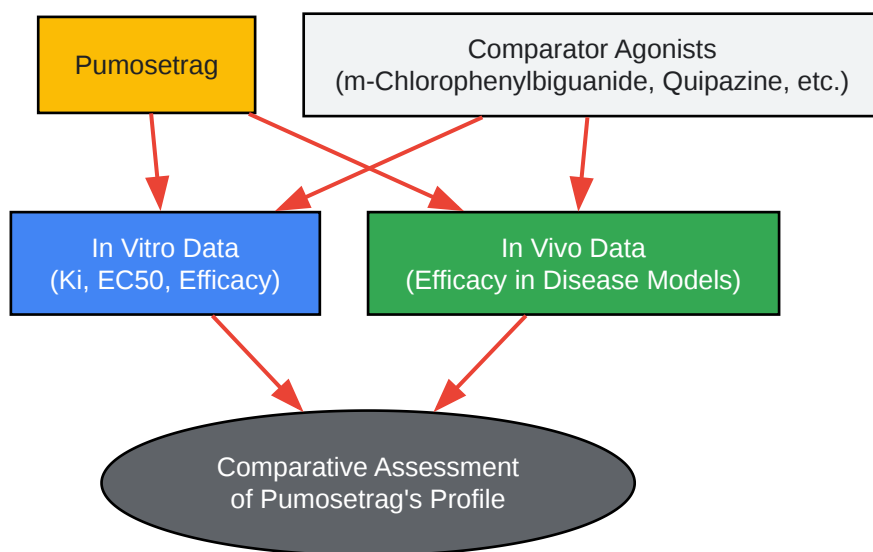 Pumosetrag
Comparator Agonists
(m-Chlorophenylbiguanide, Quipazine, etc.)
In Vitro Data
(Ki, EC50, Efficacy)
In Vivo Data
(Efficacy in Disease Models)
Comparative Assessment
of Pumosetrag's Profile